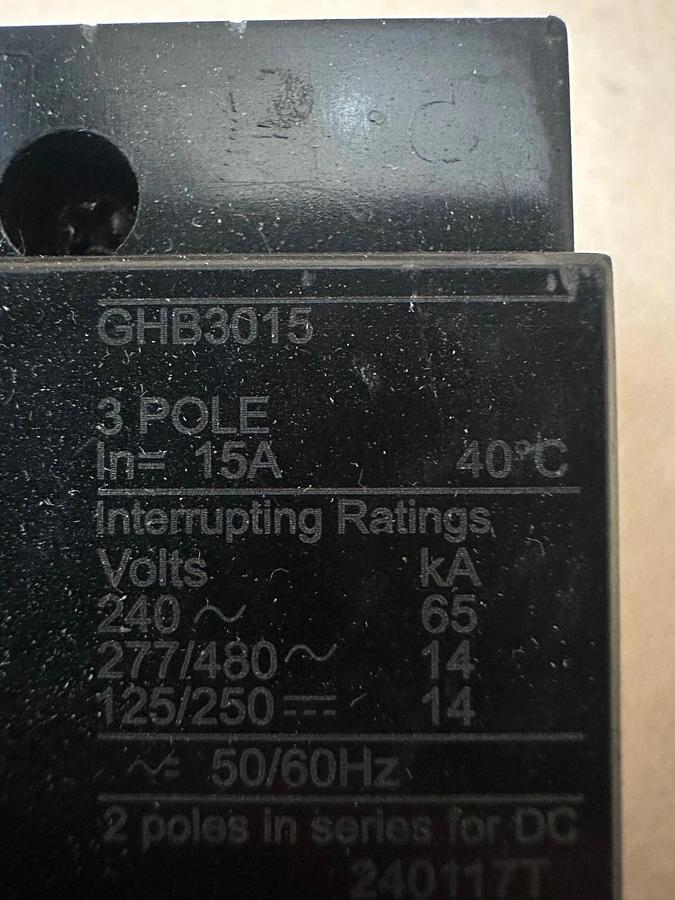 GHB3015
3 POLE
In= 15A 40°C
Interrupting Ratings
Volts kA
240 ~ 65
277/480 ~ 14
125/250 ⎓ 14
≂ 50/60Hz
2 poles in series for DC
240117T